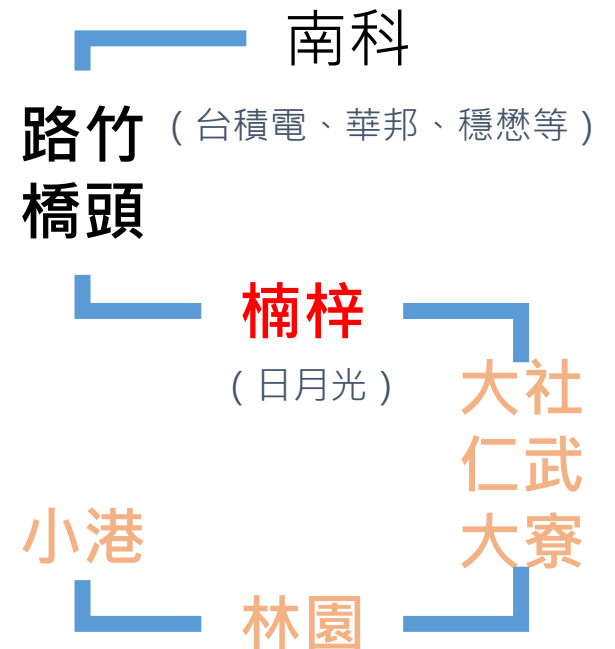 南科
路竹
(台積電、華邦、穩懋等)
橋頭
楠梓
(日月光)
大社
仁武
大寮
小港
林園